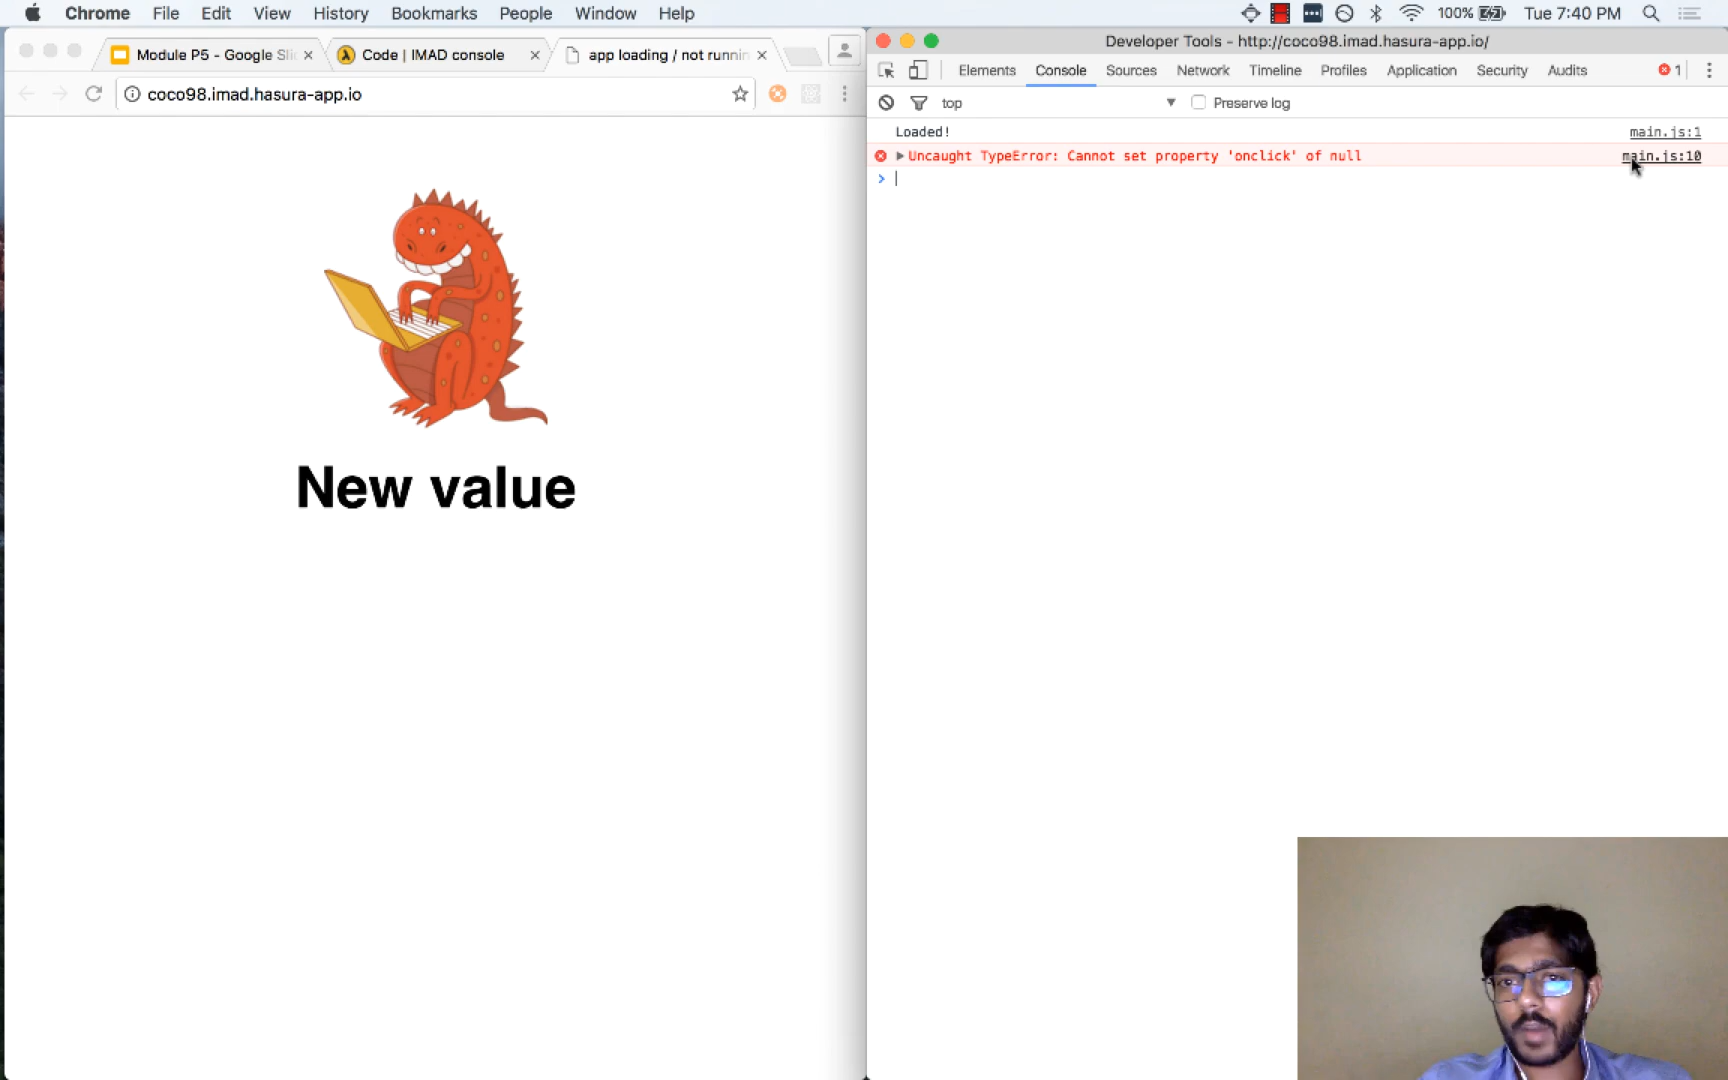 Chrome File Edit View History Bookmarks People Window Help 100% Tue 7:40 PM
Module P5 - Google Sli Code | IMAD console app loading / not runnin
coco98.imad.hasura-app.io
New value
Developer Tools - http://coco98.imad.hasura-app.io/
Elements Console Sources Network Timeline Profiles Application Security Audits 1
top Preserve log
Loaded! main.js:1
Uncaught TypeError: Cannot set property 'onclick' of null main.js:10